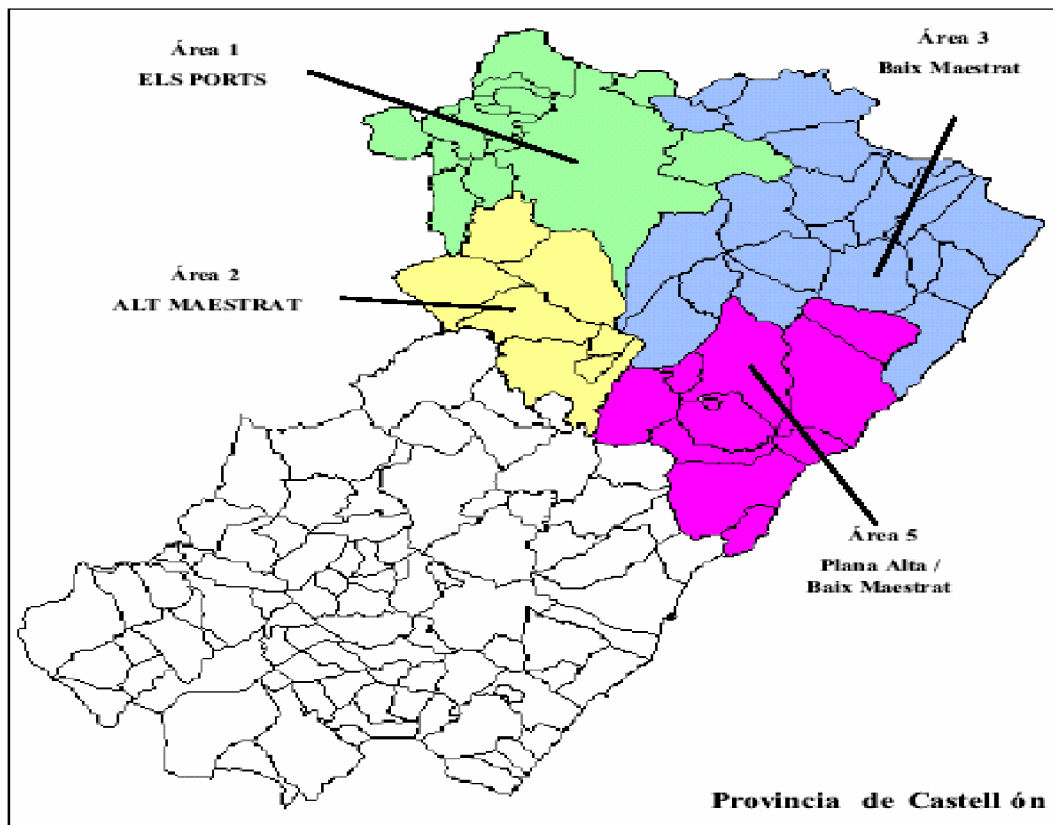 Área 1
ELS PORTS
Área 3
Baix Maestrat
Área 2
ALT MAESTRAT
Área 5
Plana Alta /
Baix Maestrat
Provincia de Castell ón